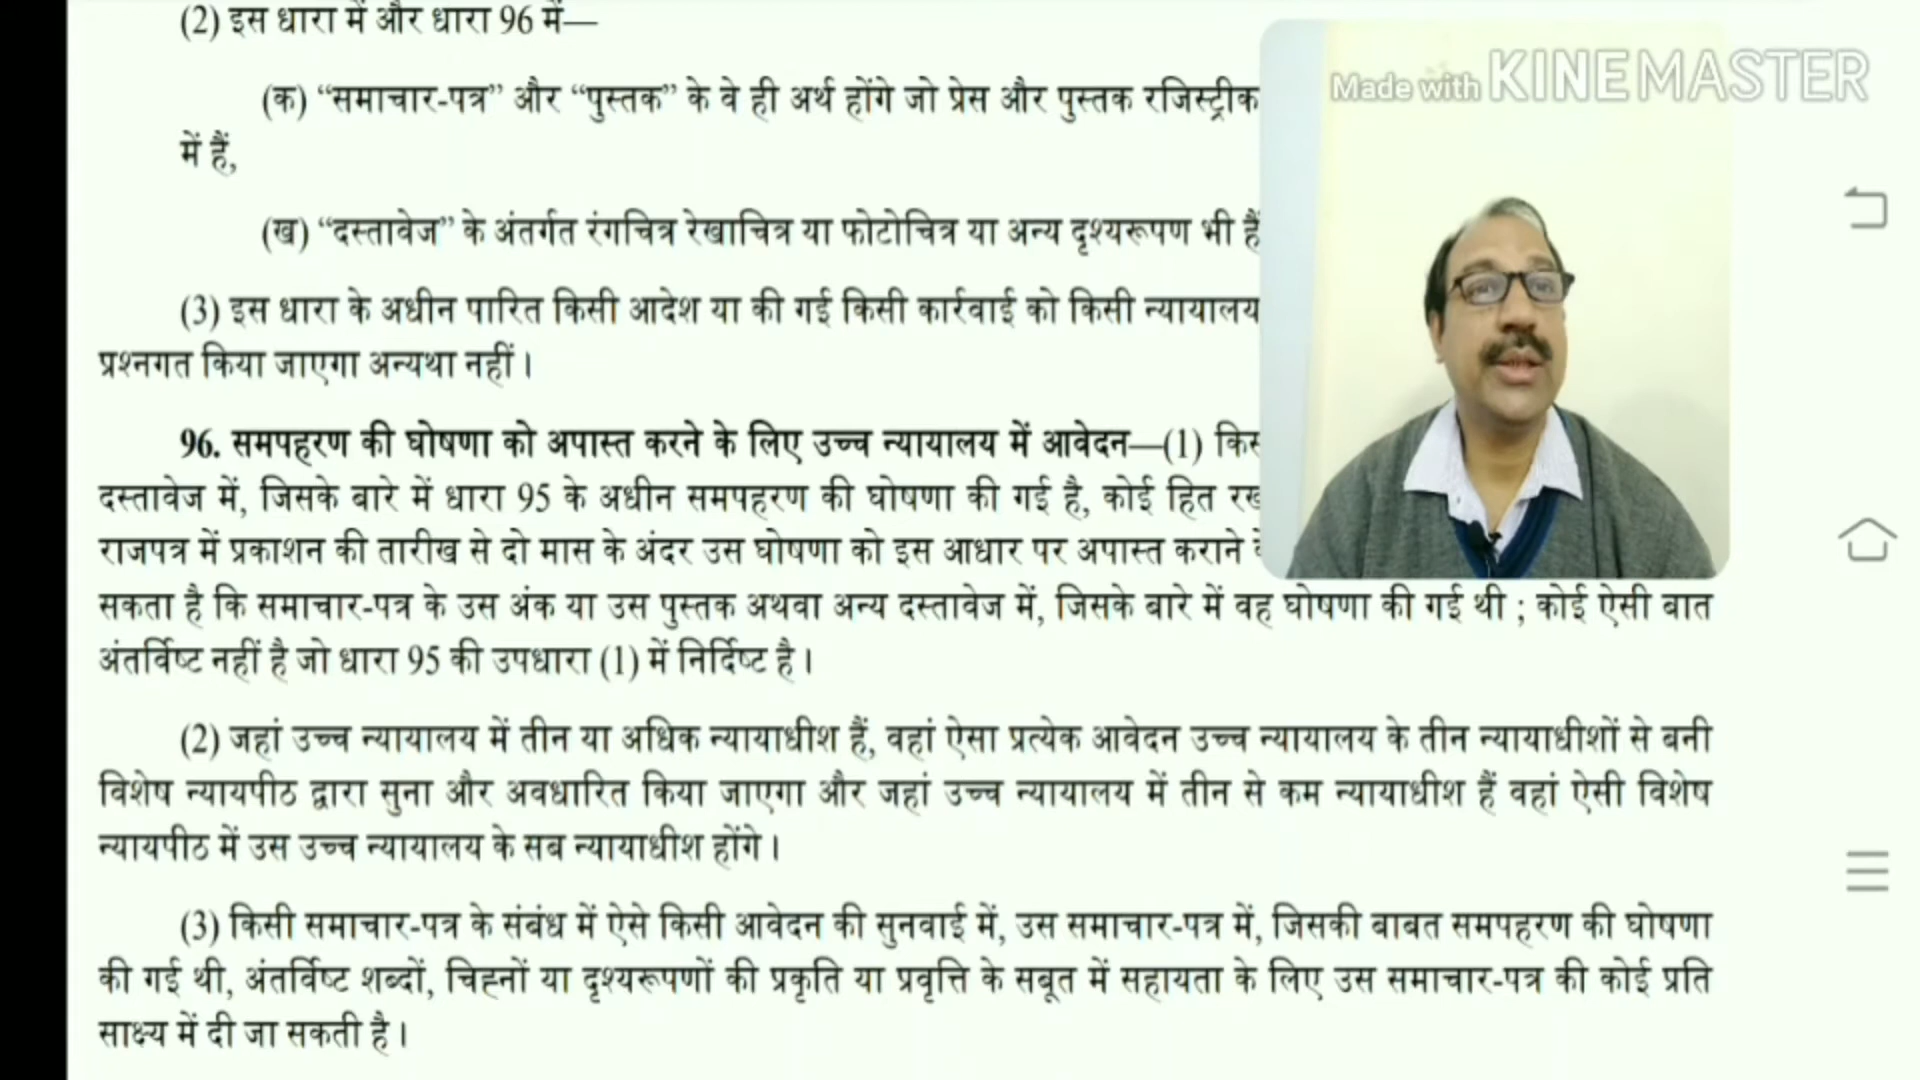 (2) इस धारा में और धारा 96 में—
(क) “समाचार-पत्र” और “पुस्तक” के वे ही अर्थ होंगे जो प्रेस और पुस्तक
Made with KINEMASTER
में हैं,
(ख) “दस्तावेज” के अंतर्गत रंगचित्र रेखाचित्र या फोटोचित्र या अन्य दृश्यरूपण भी हैं
(3) इस धारा के अधीन पारित किसी आदेश या की गई किसी कार्रवाई को किसी न्यायालय
प्रश्नगत किया जाएगा अन्यथा नहीं।
96. समपहरण की घोषणा को अपास्त करने के लिए उच्च न्यायालय में आवेदन—(1)
दस्तावेज में, जिसके बारे में धारा 95 के अधीन समपहरण की घोषणा की गई है, कोई हित
राजपत्र में प्रकाशन की तारीख से दो मास के अंदर उस घोषणा को इस आधार पर अपास्त कराने
सकता है कि समाचार-पत्र के उस अंक या उस पुस्तक अथवा अन्य दस्तावेज में, जिसके बारे में वह घोषणा की गई थी ; कोई ऐसी बात
अंतर्विष्ट नहीं है जो धारा 95 की उपधारा (1) में निर्दिष्ट है।
(2) जहां उच्च न्यायालय में तीन या अधिक न्यायाधीश हैं, वहां ऐसा प्रत्येक आवेदन उच्च न्यायालय के तीन न्यायाधीशों से बनी
विशेष न्यायपीठ द्वारा सुना और अवधारित किया जाएगा और जहां उच्च न्यायालय में तीन से कम न्यायाधीश हैं वहां ऐसी विशेष
न्यायपीठ में उस उच्च न्यायालय के सब न्यायाधीश होंगे।
(3) किसी समाचार-पत्र के संबंध में ऐसे किसी आवेदन की सुनवाई में, उस समाचार-पत्र में, जिसकी बाबत समपहरण की घोषणा
की गई थी, अंतर्विष्ट शब्दों, चिह्नों या दृश्यरूपणों की प्रकृति या प्रवृत्ति के सबूत में सहायता के लिए उस समाचार-पत्र की कोई प्रति
साक्ष्य में दी जा सकती है।